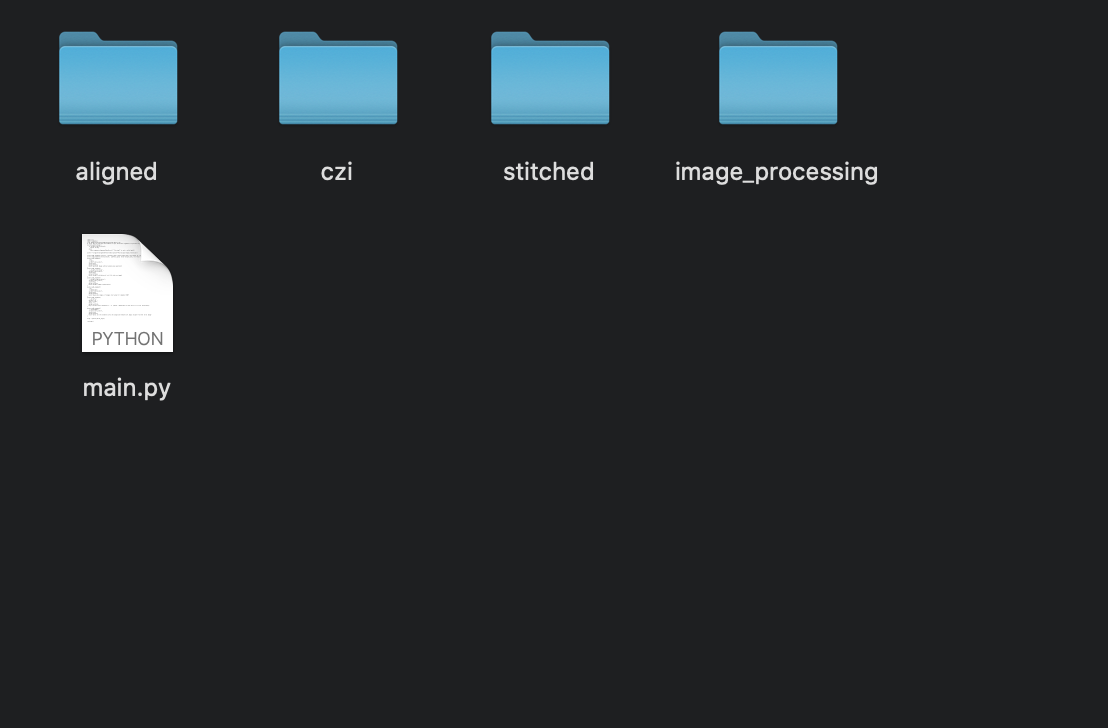 aligned
czi
stitched
image_processing
PYTHON
main.py